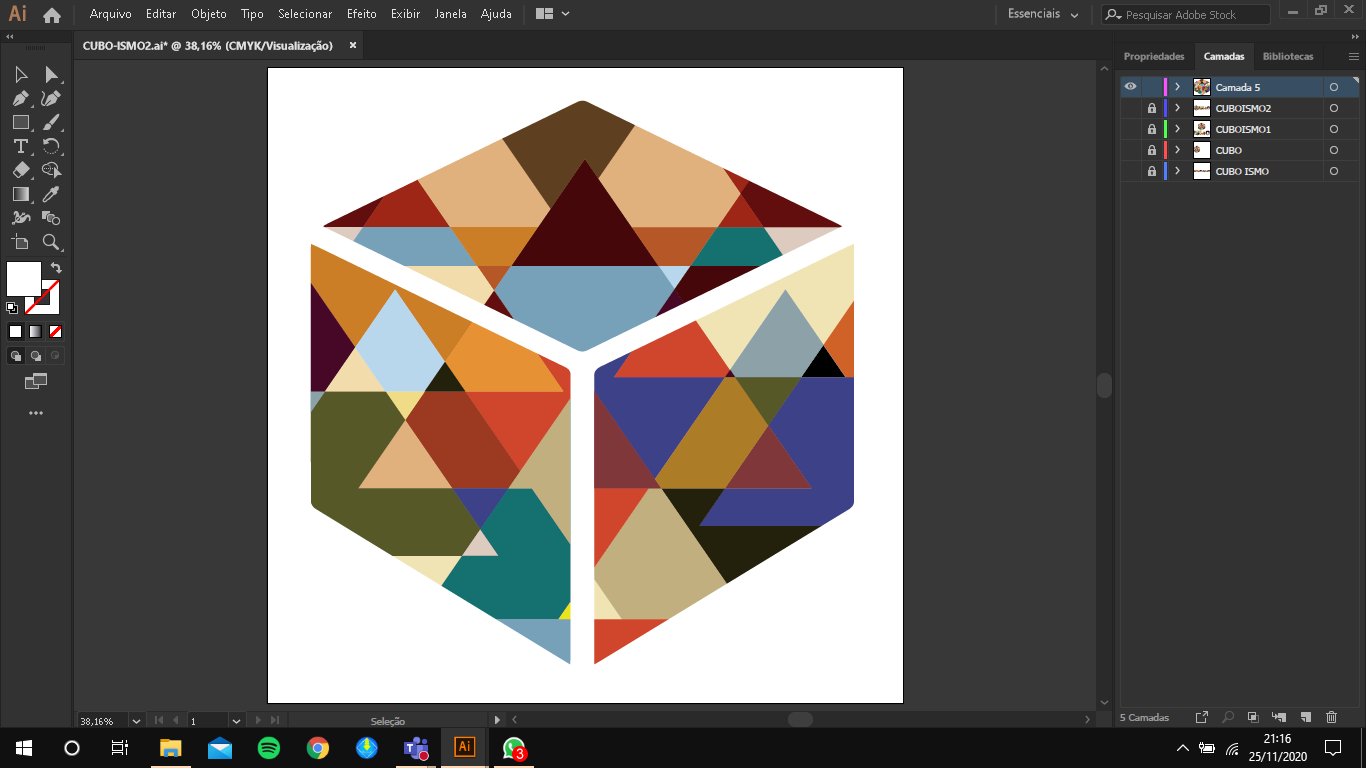 Ai Arquivo Editar Objeto Tipo Selecionar Efeito Exibir Janela Ajuda Essenciais Pesquisar Adobe Stock
CUBO-ISMO2.ai* @ 38,16% (CMYK/Visualização) ×
Propriedades Camadas Bibliotecas
Camada 5
CUBOISMO2
CUBOISMO1
CUBO
CUBO ISMO
T
38,16% 1 Seleção 5 Camadas
Ai 3 21:16
25/11/2020